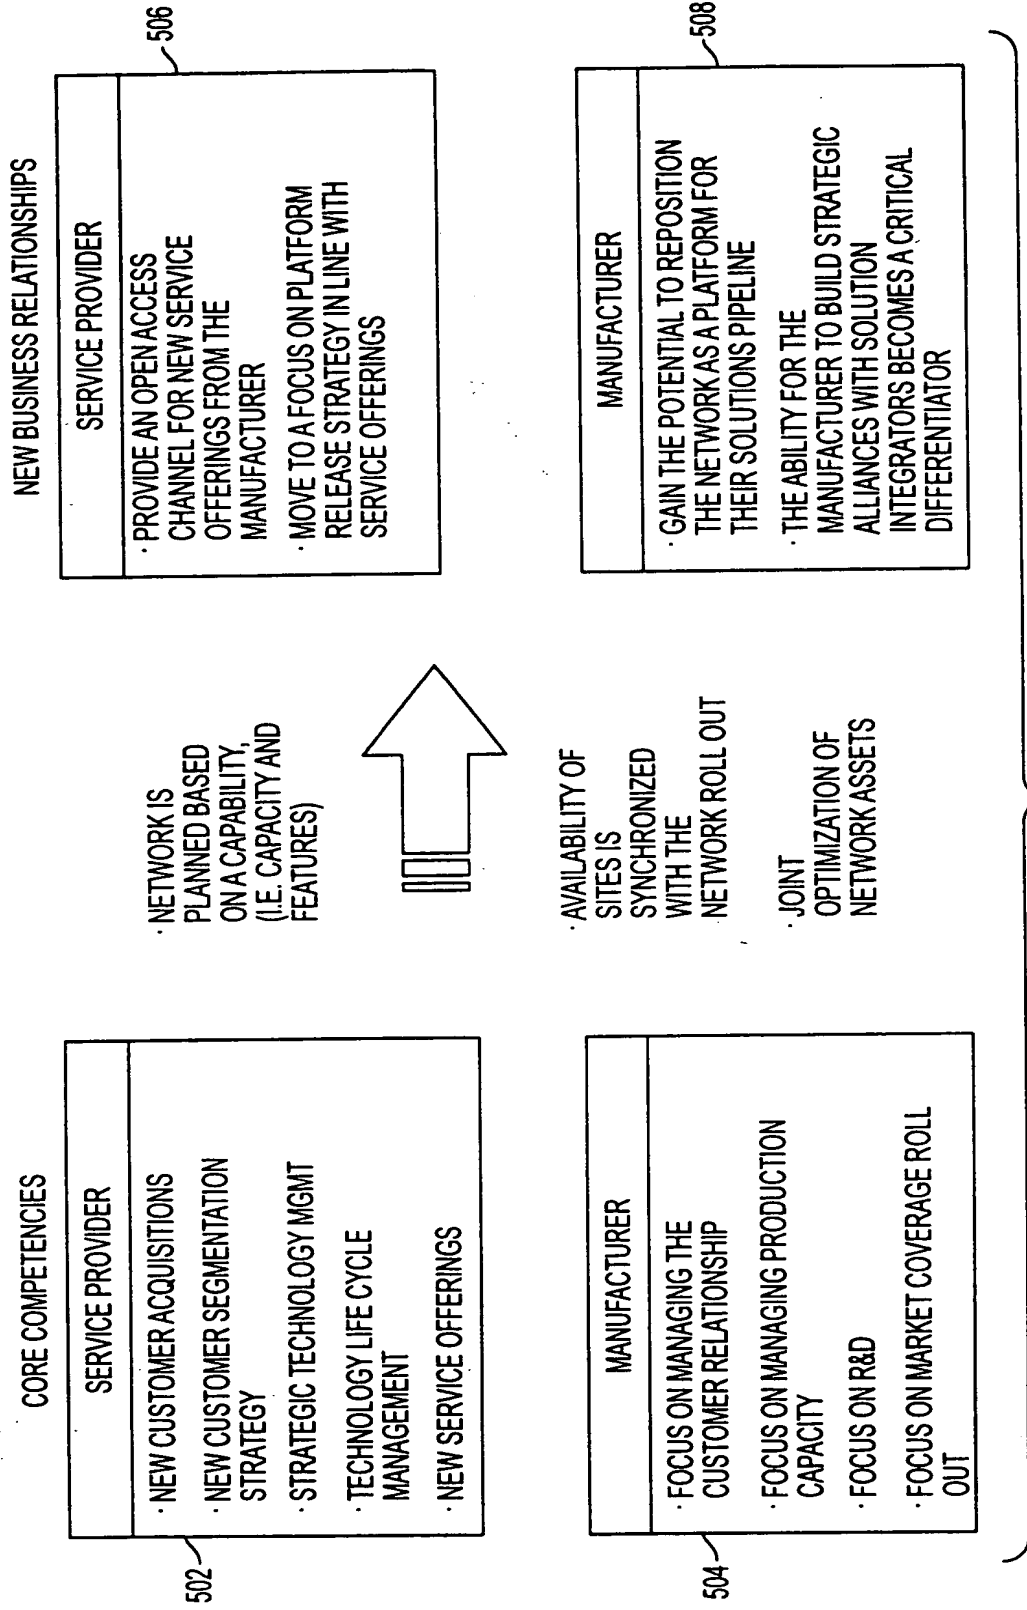 CORE COMPETENCIES
SERVICE PROVIDER
· NEW CUSTOMER ACQUISITIONS
· NEW CUSTOMER SEGMENTATION
STRATEGY
· STRATEGIC TECHNOLOGY MGMT
· TECHNOLOGY LIFE CYCLE
MANAGEMENT
· NEW SERVICE OFFERINGS
502
MANUFACTURER
· FOCUS ON MANAGING THE
CUSTOMER RELATIONSHIP
· FOCUS ON MANAGING PRODUCTION
CAPACITY
· FOCUS ON R&D
· FOCUS ON MARKET COVERAGE ROLL
OUT
504
· NETWORK IS
PLANNED BASED
ON A CAPABILITY,
(I.E. CAPACITY AND
FEATURES)
· AVAILABILITY OF
SITES IS
SYNCHRONIZED
WITH THE
NETWORK ROLL OUT
· JOINT
OPTIMIZATION OF
NETWORK ASSETS
NEW BUSINESS RELATIONSHIPS
SERVICE PROVIDER
· PROVIDE AN OPEN ACCESS
CHANNEL FOR NEW SERVICE
OFFERINGS FROM THE
MANUFACTURER
· MOVE TO A FOCUS ON PLATFORM
RELEASE STRATEGY IN LINE WITH
SERVICE OFFERINGS
506
MANUFACTURER
· GAIN THE POTENTIAL TO REPOSITION
THE NETWORK AS A PLATFORM FOR
THEIR SOLUTIONS PIPELINE
· THE ABILITY FOR THE
MANUFACTURER TO BUILD STRATEGIC
ALLIANCES WITH SOLUTION
INTEGRATORS BECOMES A CRITICAL
DIFFERENTIATOR
508